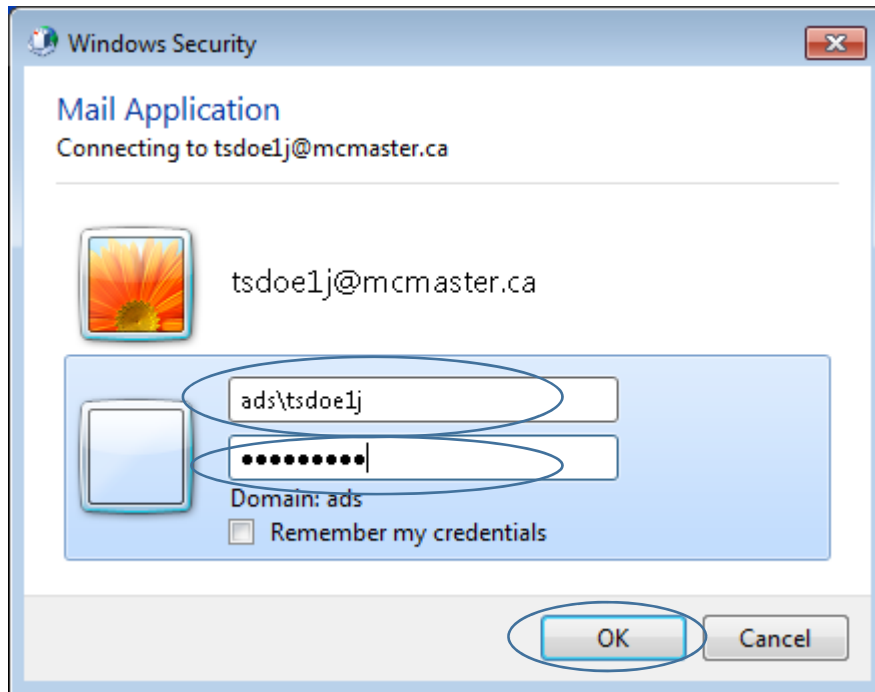 Windows Security
Mail Application
Connecting to tsdoe1j@mcmaster.ca
tsdoe1j@mcmaster.ca
ads\tsdoe1j
●●●●●●●●●
Domain: ads
Remember my credentials
OK Cancel